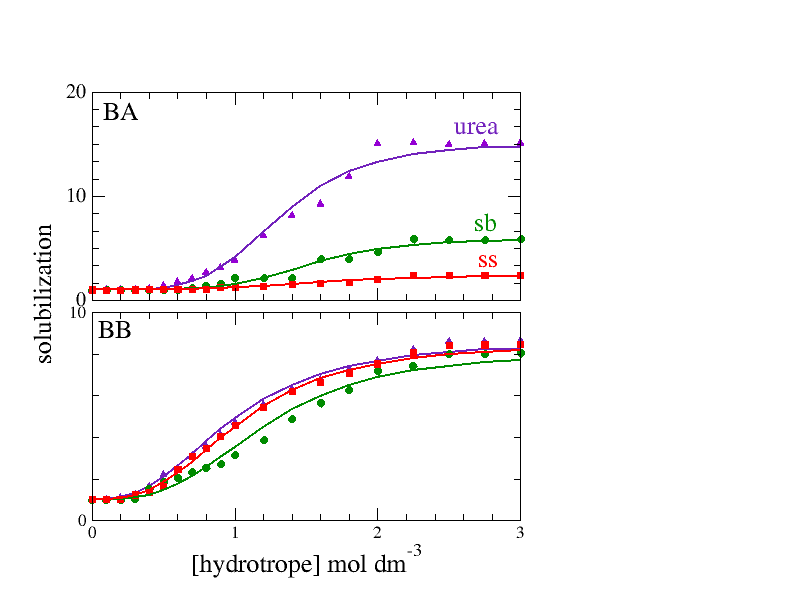 20
BA
urea
10
sb
ss
0
solubilization
10
BB
0
0 1 2 3
[hydrotrope] mol dm-3